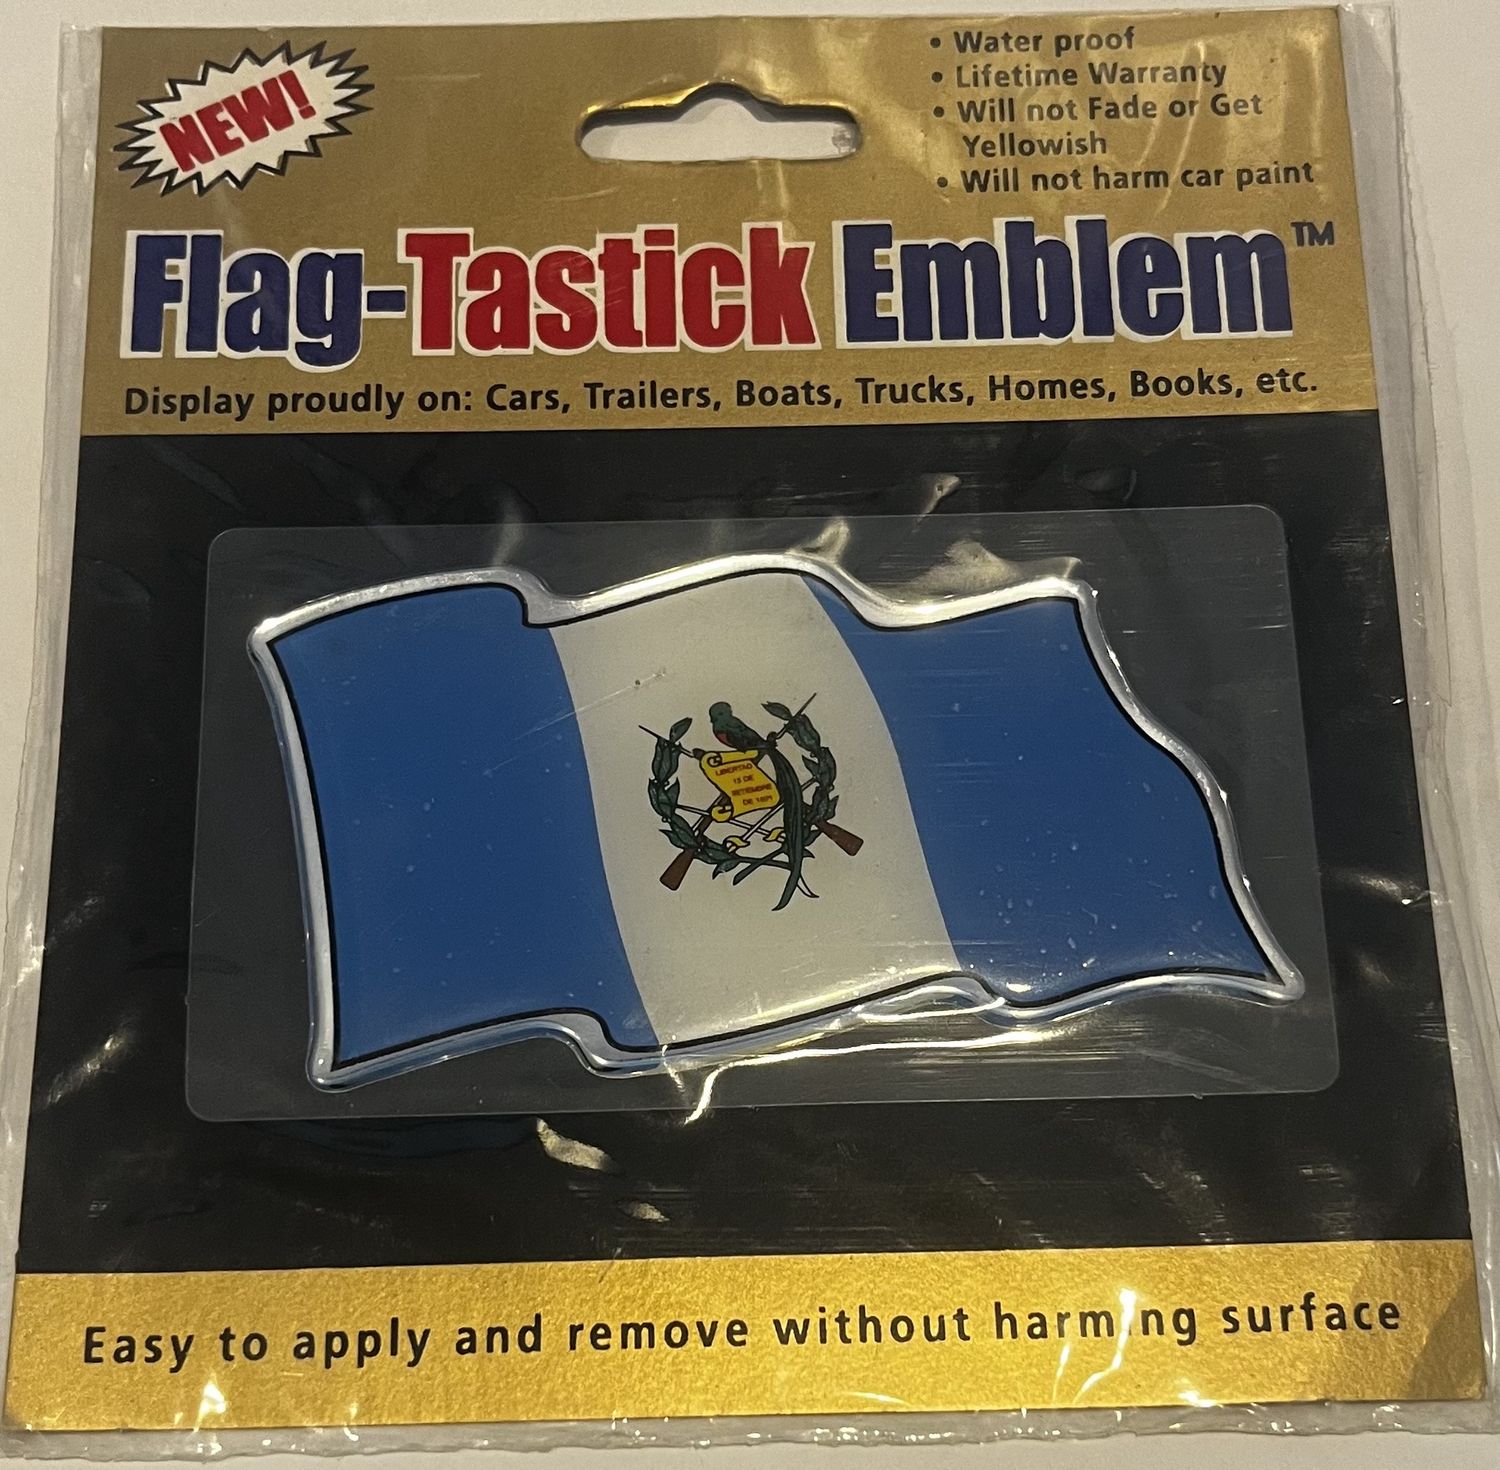 NEW!
• Water proof
• Lifetime Warranty
• Will not Fade or Get
Yellowish
• Will not harm car paint
Flag-Tastick Emblem™
Display proudly on: Cars, Trailers, Boats, Trucks, Homes, Books, etc.
LIBERTAD
15 DE
SETIEMBRE
DE 1821
Easy to apply and remove without harming surface